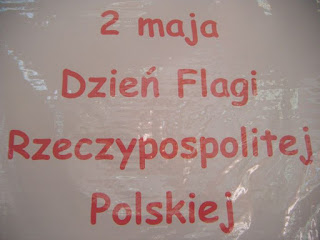 2 maja
Dzień Flagi
Rzeczypospolitej
Polskiej